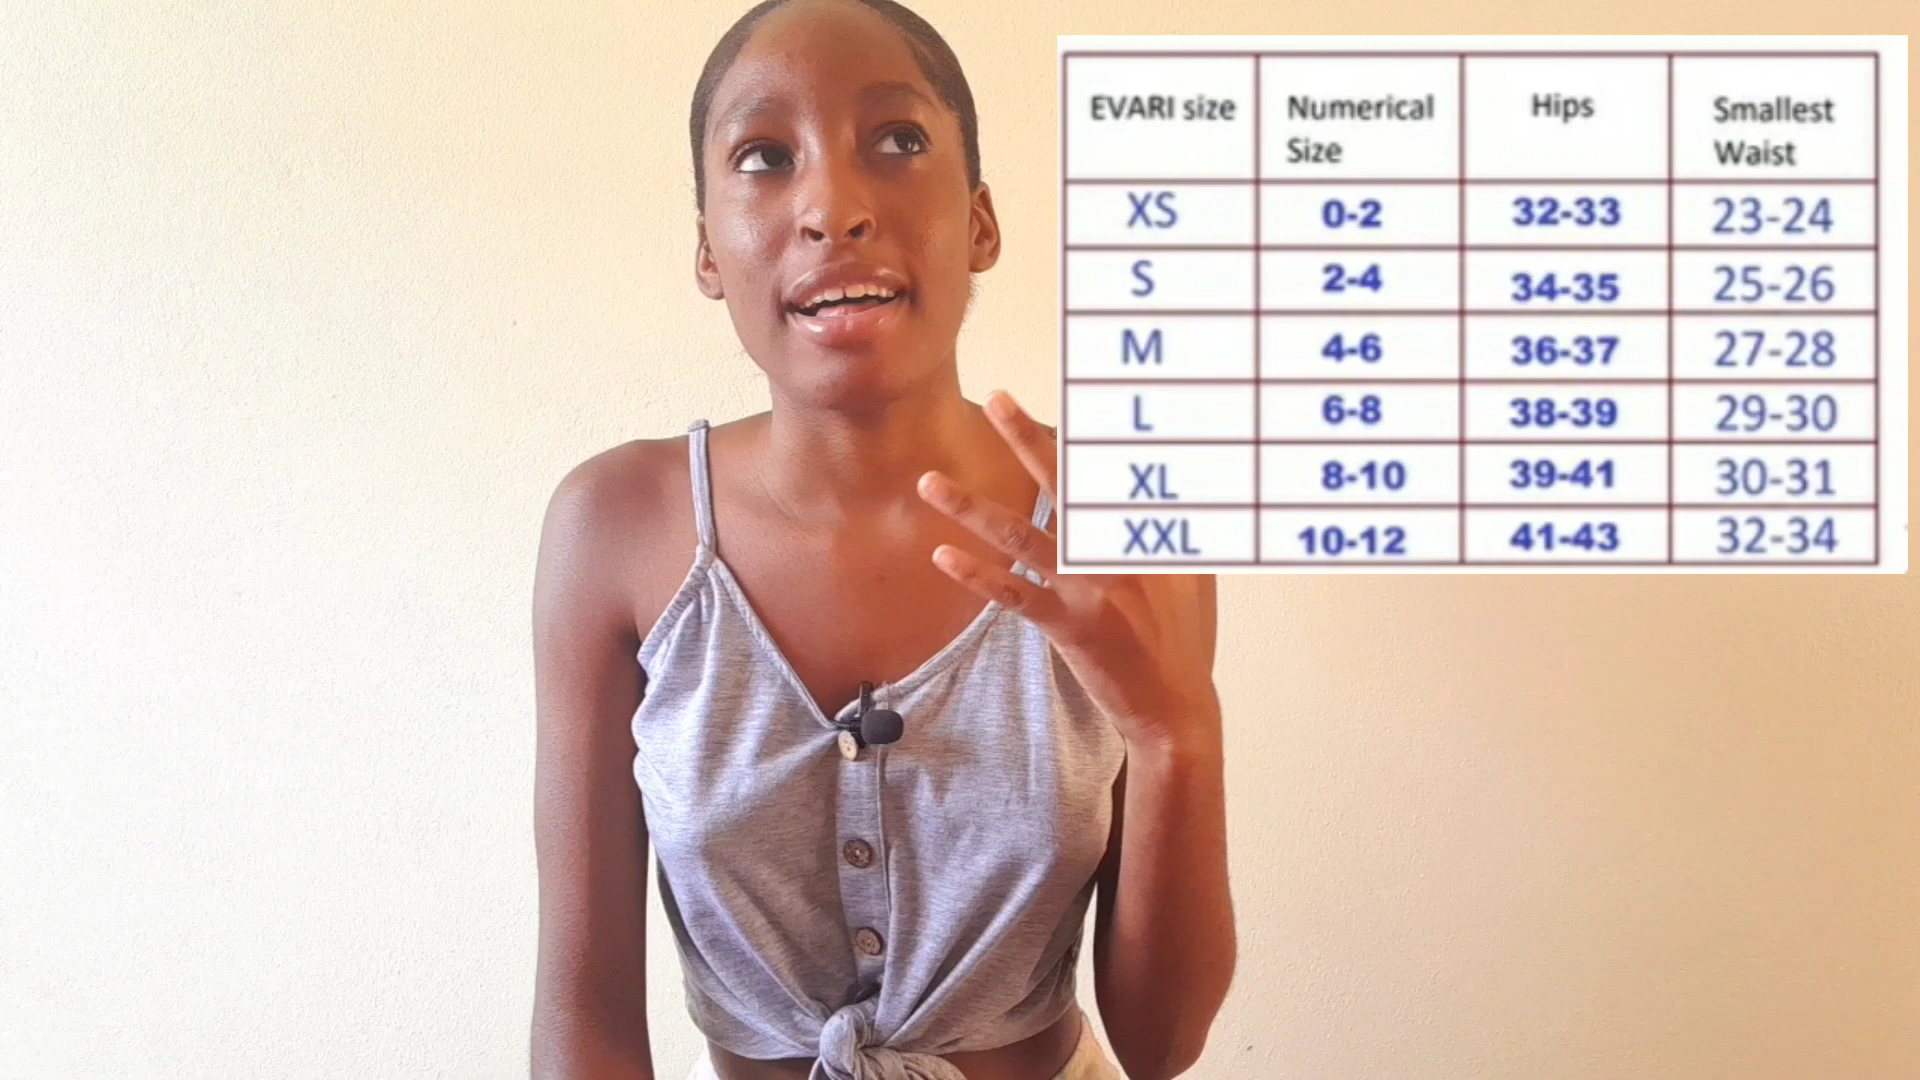 EVARI size Numerical Size Hips Smallest Waist
XS 0-2 32-33 23-24
S 2-4 34-35 25-26
M 4-6 36-37 27-28
L 6-8 38-39 29-30
XL 8-10 39-41 30-31
XXL 10-12 41-43 32-34